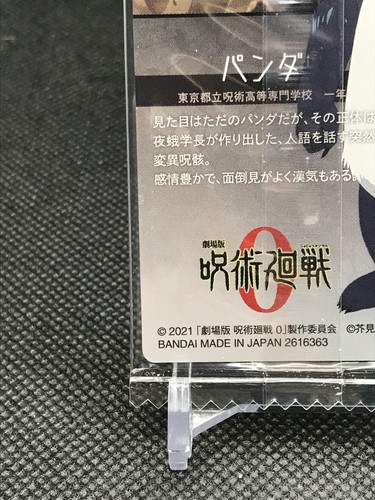 パンダ
東京都立呪術高等専門学校 一年
見た目はただのパンダだが、その正体は
夜蛾学長が作り出した、人語を話す突然
変異呪骸。
感情豊かで、面倒見がよく漢気もある
劇場版
呪術廻戦 0
© 2021 「劇場版 呪術廻戦 0」製作委員会 ©芥見
BANDAI MADE IN JAPAN 2616363